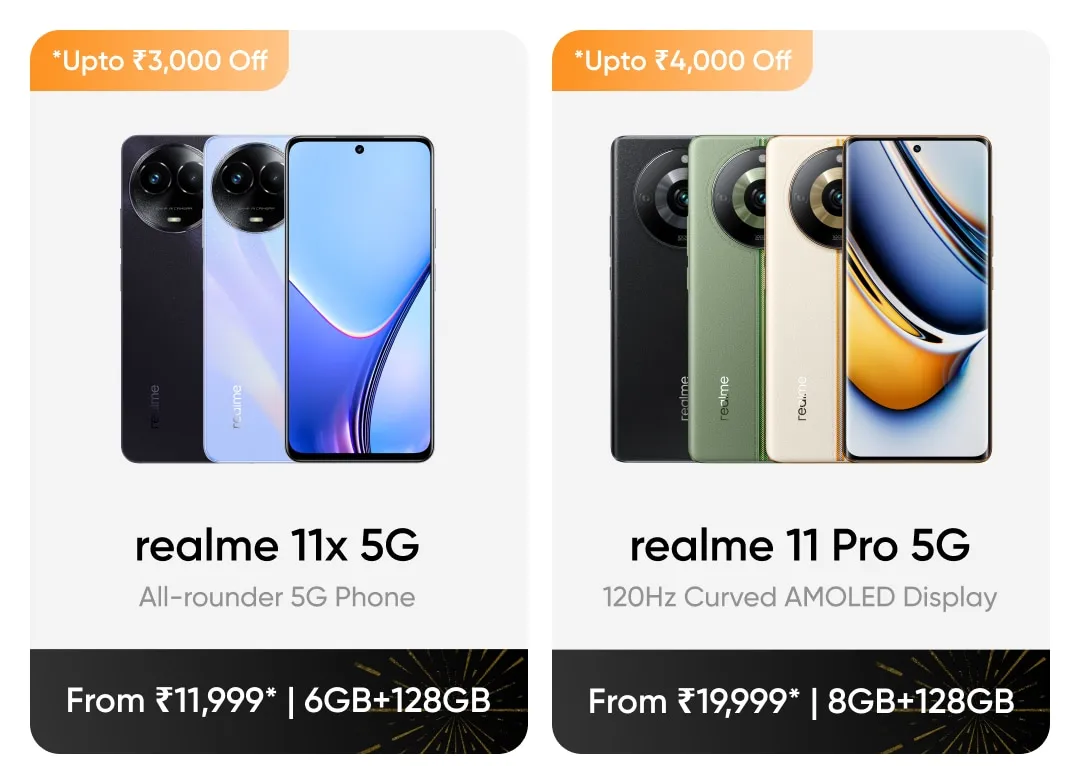 *Upto ₹3,000 Off
realme
realme
realme 11x 5G
All-rounder 5G Phone
From ₹11,999* | 6GB+128GB
*Upto ₹4,000 Off
realme
realme
realme
realme 11 Pro 5G
120Hz Curved AMOLED Display
From ₹19,999* | 8GB+128GB